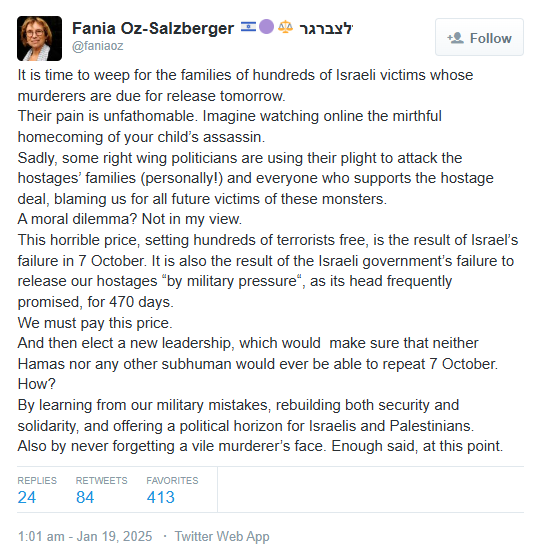 Fania Oz-Salzberger 🇮🇱🟣⚖️ לצברגר
@faniaoz
Follow
It is time to weep for the families of hundreds of Israeli victims whose
murderers are due for release tomorrow.
Their pain is unfathomable. Imagine watching online the mirthful
homecoming of your child's assassin.
Sadly, some right wing politicians are using their plight to attack the
hostages' families (personally!) and everyone who supports the hostage
deal, blaming us for all future victims of these monsters.
A moral dilemma? Not in my view.
This horrible price, setting hundreds of terrorists free, is the result of Israel's
failure in 7 October. It is also the result of the Israeli government's failure to
release our hostages “by military pressure“, as its head frequently
promised, for 470 days.
We must pay this price.
And then elect a new leadership, which would  make sure that neither
Hamas nor any other subhuman would ever be able to repeat 7 October.
How?
By learning from our military mistakes, rebuilding both security and
solidarity, and offering a political horizon for Israelis and Palestinians.
Also by never forgetting a vile murderer's face. Enough said, at this point.
REPLIES RETWEETS FAVORITES
24 84 413
1:01 am - Jan 19, 2025 · Twitter Web App